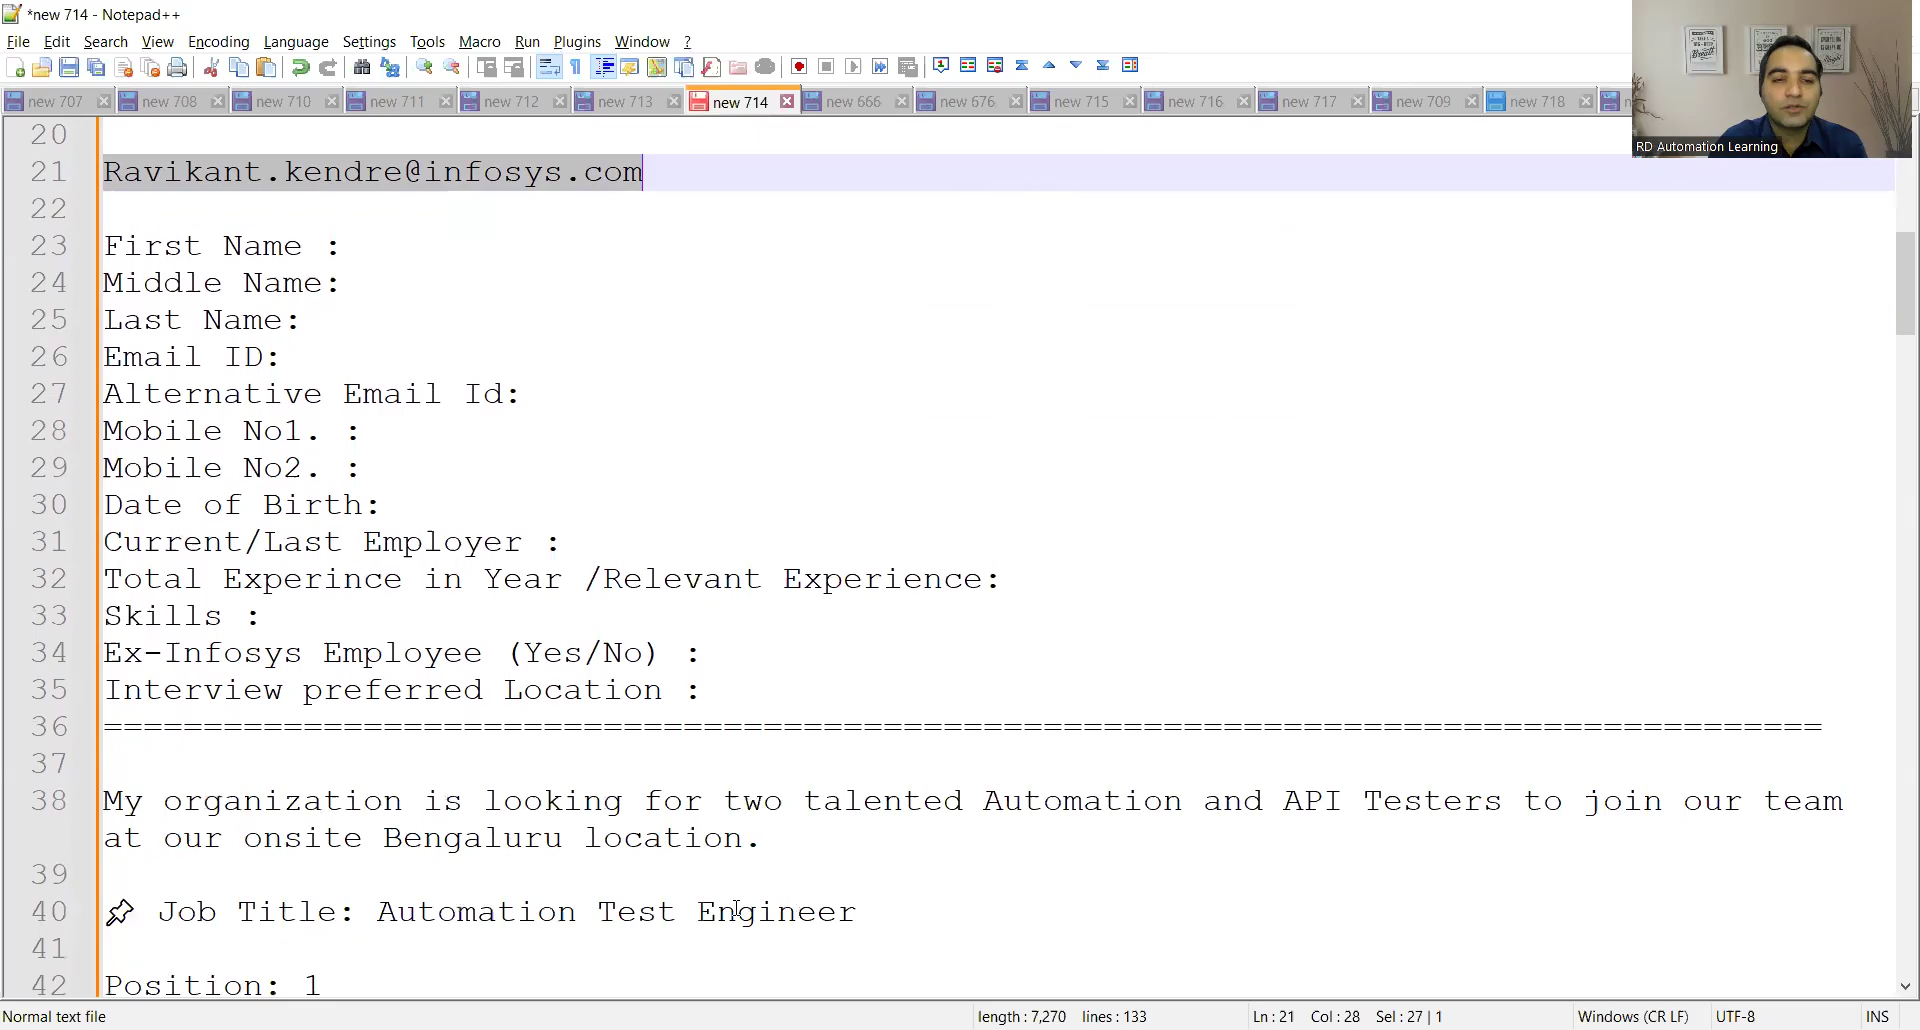 *new 714 - Notepad++
File Edit Search View Encoding Language Settings Tools Macro Run Plugins Window ?
new 707 new 708 new 710 new 711 new 712 new 713 new 714 new 666 new 676 new 715 new 716 new 717 new 709 new 718
RD Automation Learning
20
21 Ravikant.kendre@infosys.com
22
23 First Name :
24 Middle Name:
25 Last Name:
26 Email ID:
27 Alternative Email Id:
28 Mobile No1. :
29 Mobile No2. :
30 Date of Birth:
31 Current/Last Employer :
32 Total Experince in Year /Relevant Experience:
33 Skills :
34 Ex-Infosys Employee (Yes/No) :
35 Interview preferred Location :
36 ======================================================================================
37
38 My organization is looking for two talented Automation and API Testers to join our team
at our onsite Bengaluru location.
39
40 📌 Job Title: Automation Test Engineer
41
42 Position: 1
Normal text file length : 7,270 lines : 133 Ln : 21 Col : 28 Sel : 27 | 1 Windows (CR LF) UTF-8 INS